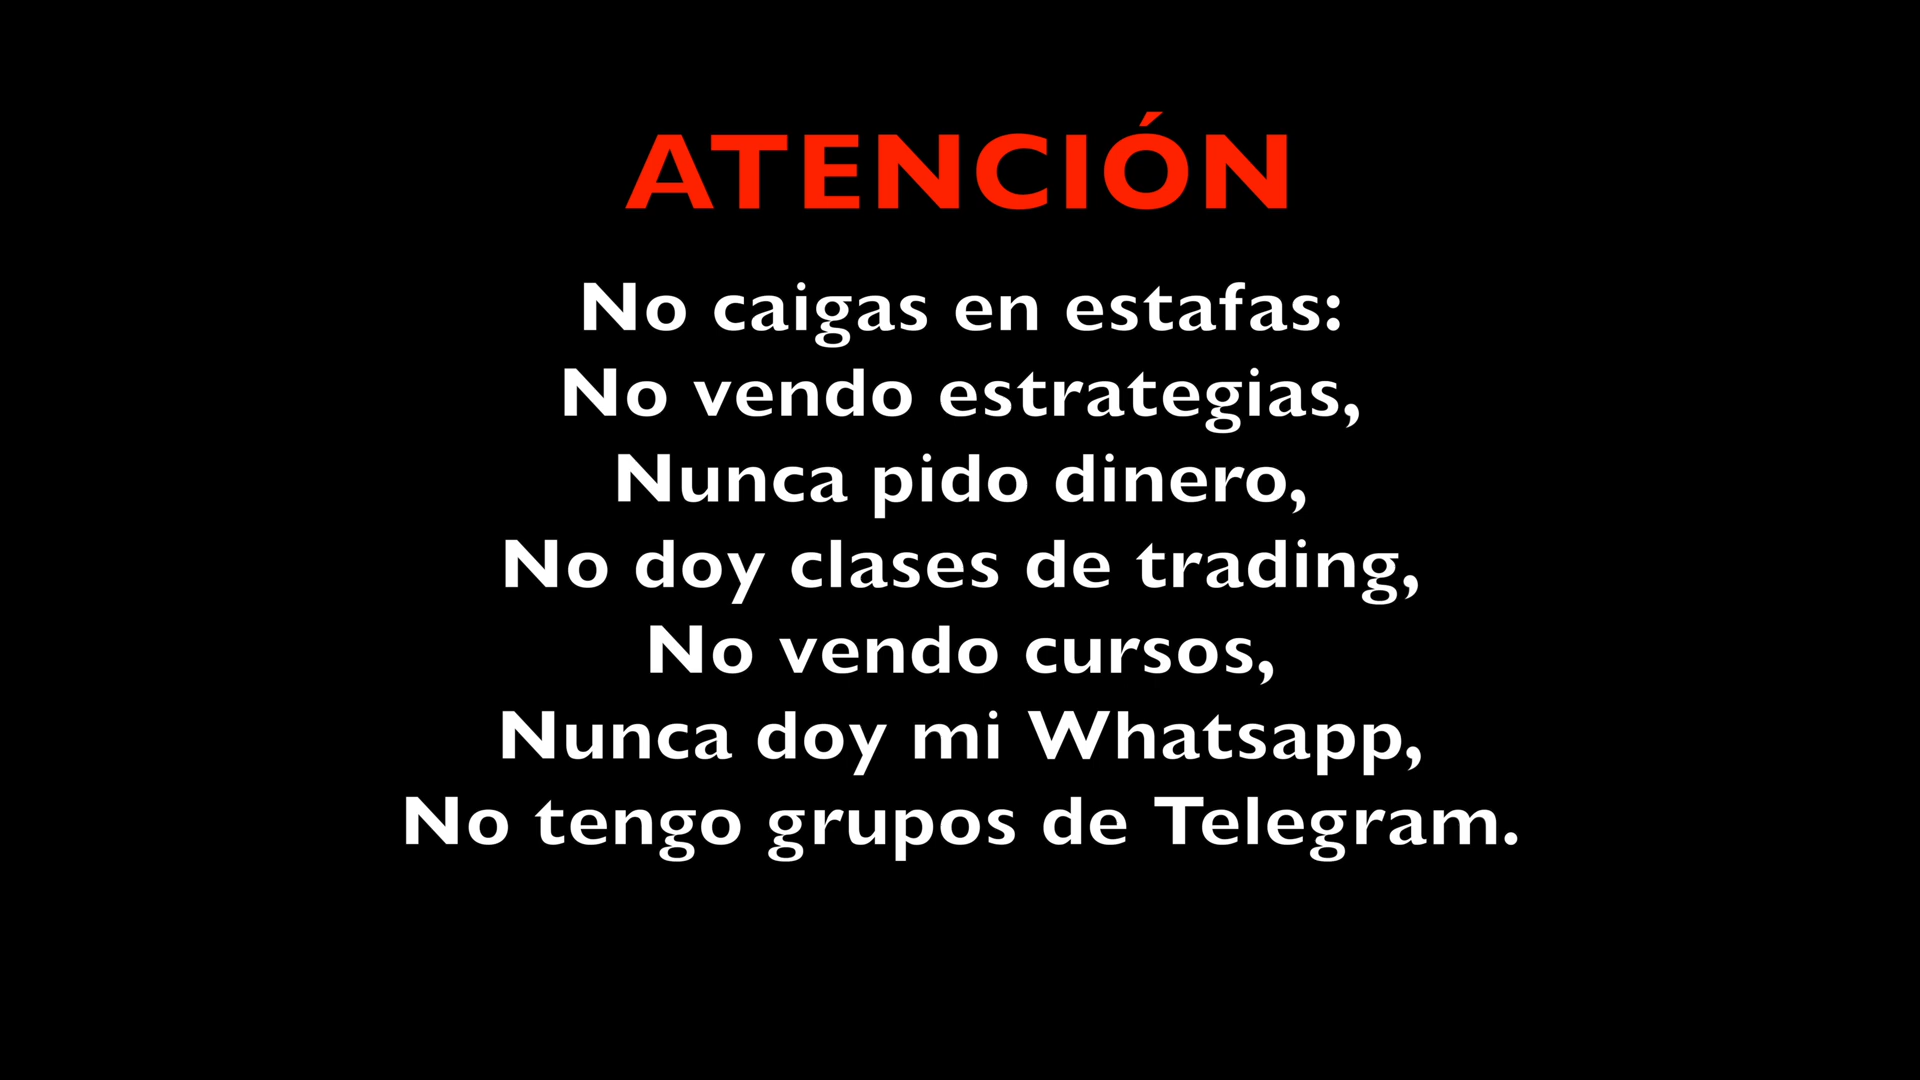 ATENCIÓN
No caigas en estafas:
No vendo estrategias,
Nunca pido dinero,
No doy clases de trading,
No vendo cursos,
Nunca doy mi Whatsapp,
No tengo grupos de Telegram.